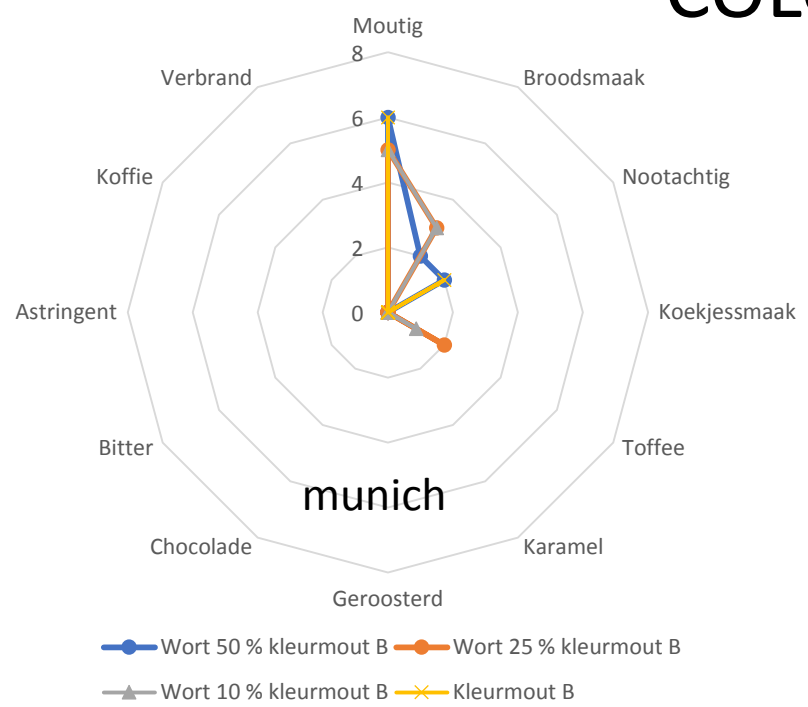 Moutig
8
Verbrand
Broodsmaak
6
Koffie
Nootachtig
4
2
Astringent
0
Koekjessmaak
Bitter
Toffee
munich
Chocolade
Karamel
Geroosterd
Wort 50 % kleurmout B
Wort 25 % kleurmout B
Wort 10 % kleurmout B
Kleurmout B